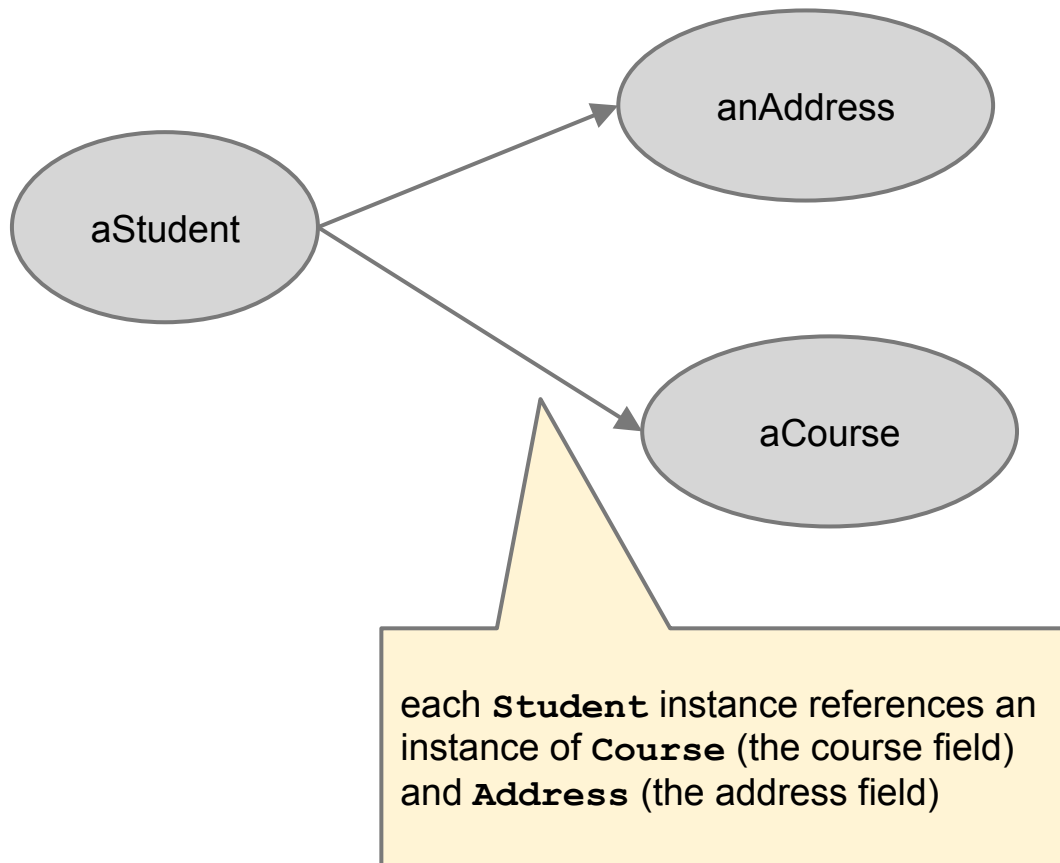 anAddress
aStudent
aCourse
each Student instance references an
instance of Course (the course field)
and Address (the address field)